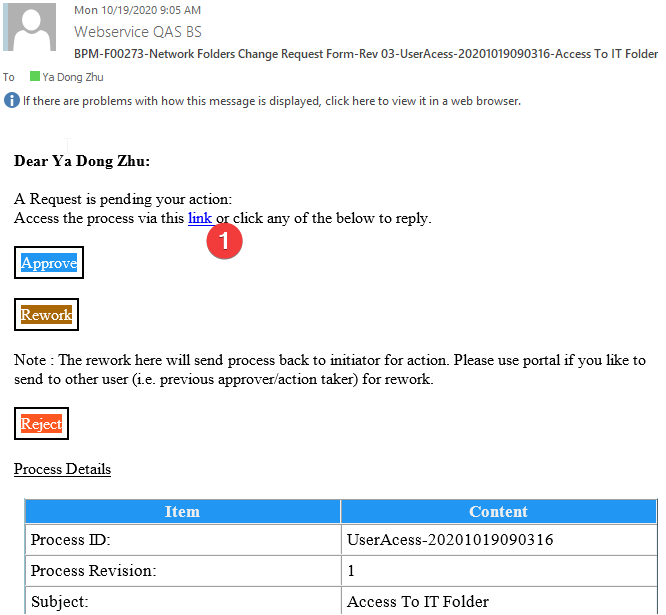 Mon 10/19/2020 9:05 AM
Webservice QAS BS
BPM-F00273-Network Folders Change Request Form-Rev 03-UserAcess-20201019090316-Access To IT Folder
To Ya Dong Zhu
If there are problems with how this message is displayed, click here to view it in a web browser.
Dear Ya Dong Zhu:
A Request is pending your action:
Access the process via this link or click any of the below to reply.
1
Approve
Rework
Note : The rework here will send process back to initiator for action. Please use portal if you like to
send to other user (i.e. previous approver/action taker) for rework.
Reject
Process Details
Item Content
Process ID: UserAcess-20201019090316
Process Revision: 1
Subject: Access To IT Folder